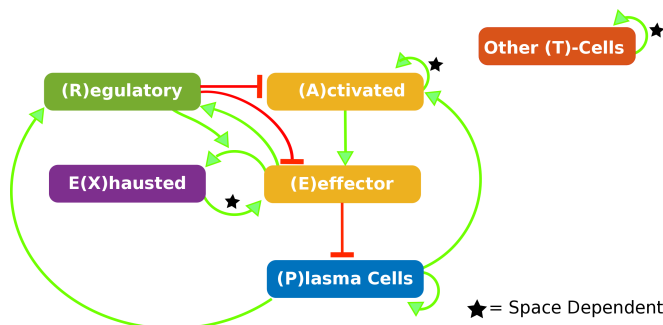 Other (T)-Cells
(R)egulatory
(A)ctivated
E(X)hausted
(E)effector
(P)lasma Cells
= Space Dependent